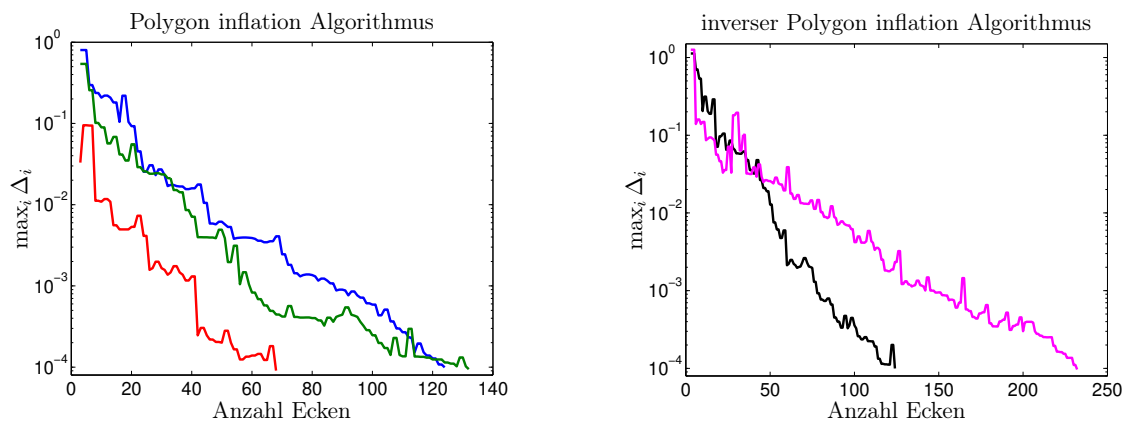 Polygon inflation Algorithmus
10^0
10^−1
10^−2
10^−3
10^−4
max_i Δ_i
0 20 40 60 80 100 120 140
Anzahl Ecken
inverser Polygon inflation Algorithmus
10^0
10^−1
10^−2
10^−3
10^−4
max_i Δ_i
0 50 100 150 200 250
Anzahl Ecken